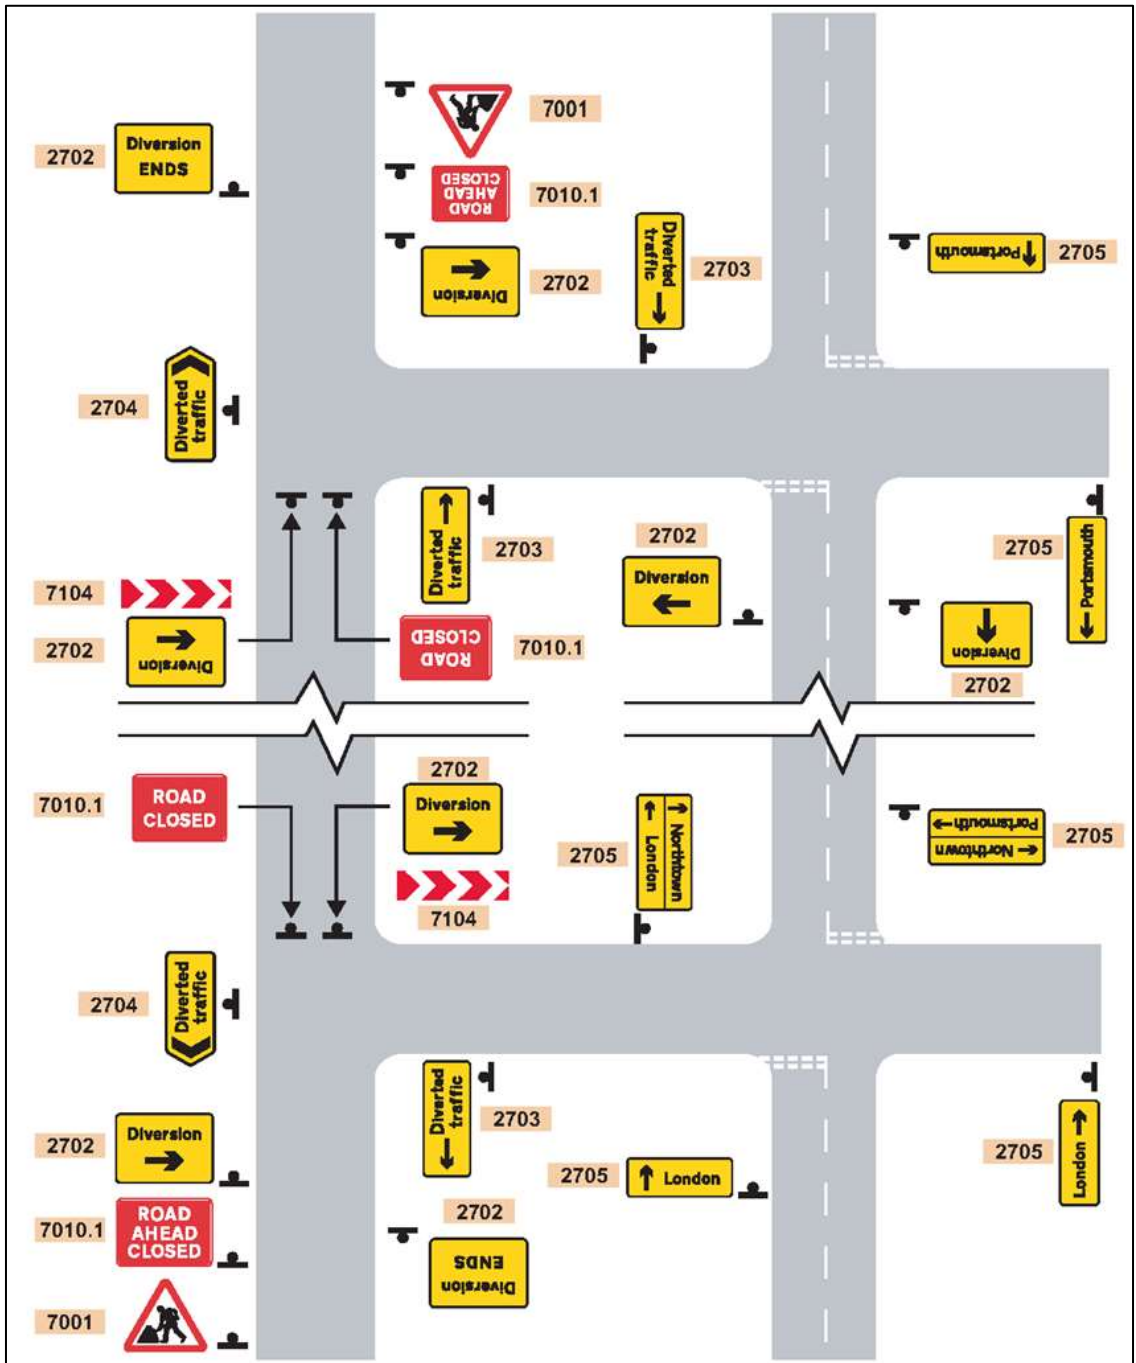 7001
2702
Diversion
ENDS
ROAD
AHEAD
CLOSED
7010.1
Diverted
traffic
2703
Portsmouth
2705
Diversion
2702
2704
Diverted
traffic
Diverted
traffic
2703
2702
Diversion
2705
Portsmouth
7104
2702
Diversion
ROAD
CLOSED
7010.1
Diversion
2702
7010.1
ROAD
CLOSED
2702
Diversion
7104
2705
Northtown
London
Portsmouth
Northtown
2705
2704
Diverted
traffic
Diverted
traffic
2703
2702
Diversion
2705
London
2705
London
7010.1
ROAD
AHEAD
CLOSED
2702
Diversion
ENDS
7001